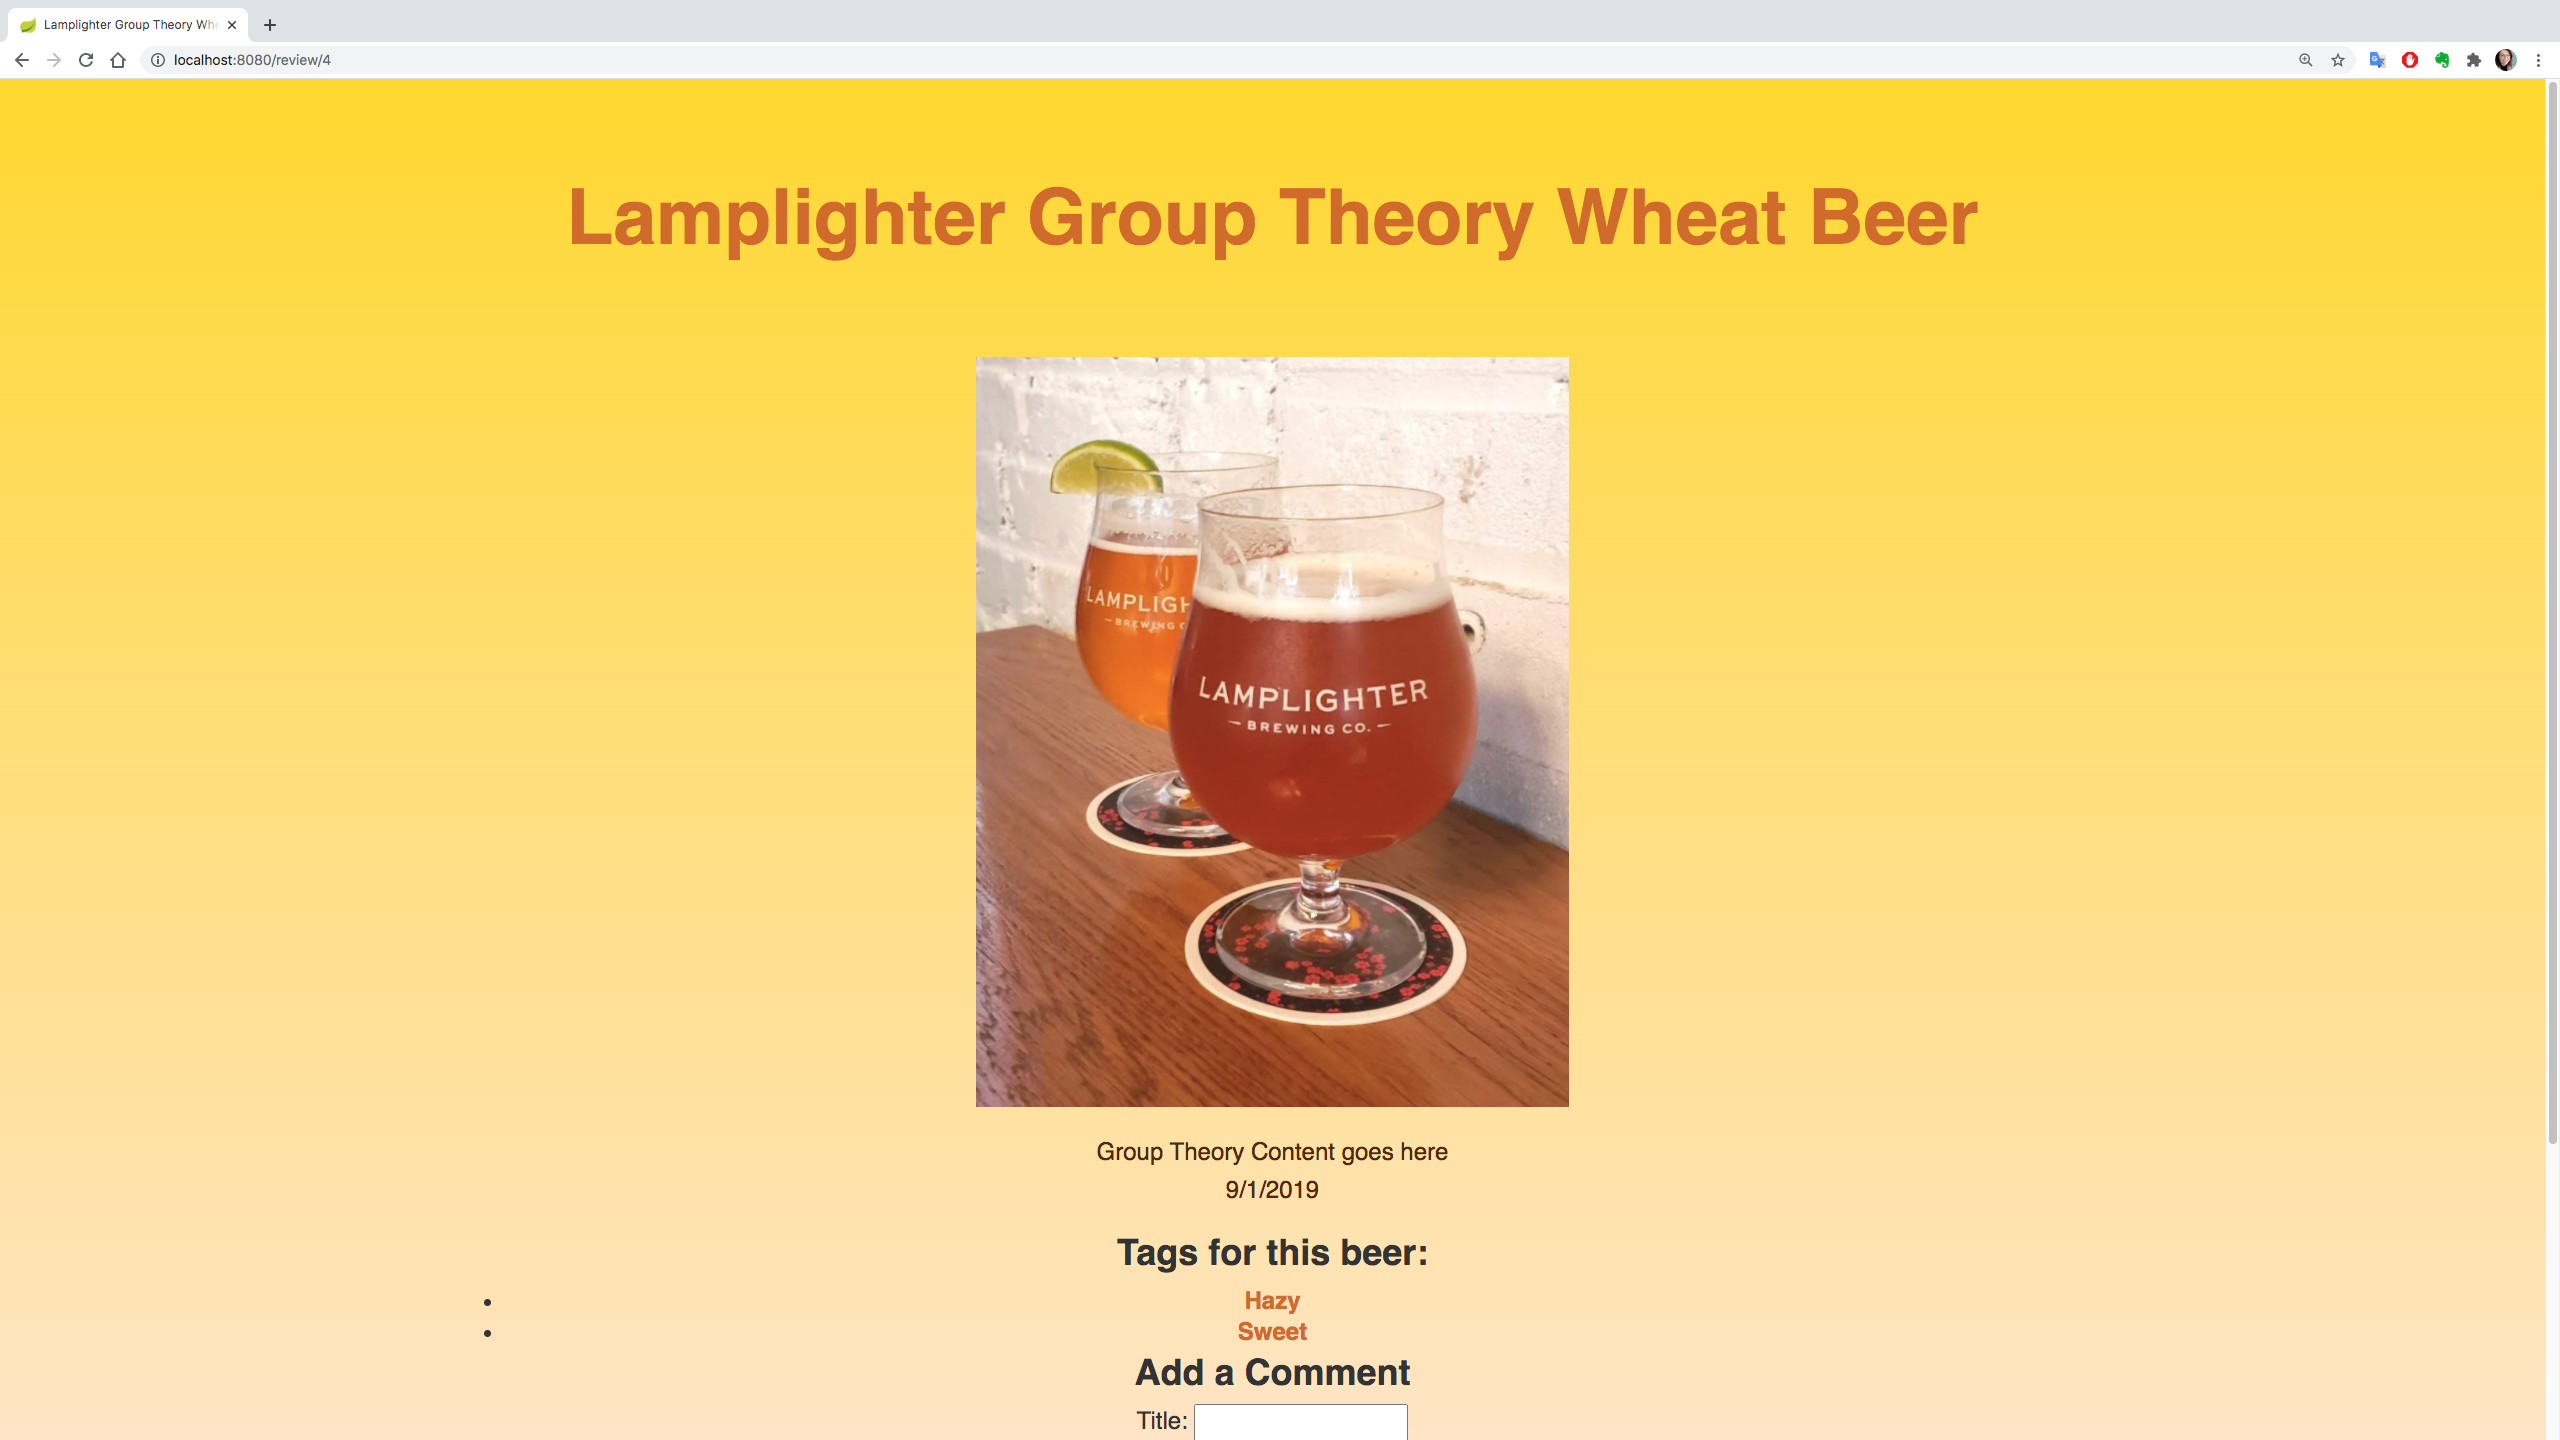 Lamplighter Group Theory Whe
localhost:8080/review/4
Lamplighter Group Theory Wheat Beer
LAMPLIGH
BREWING C
LAMPLIGHTER
BREWING CO.
Group Theory Content goes here
9/1/2019
Tags for this beer:
Hazy
Sweet
Add a Comment
Title: